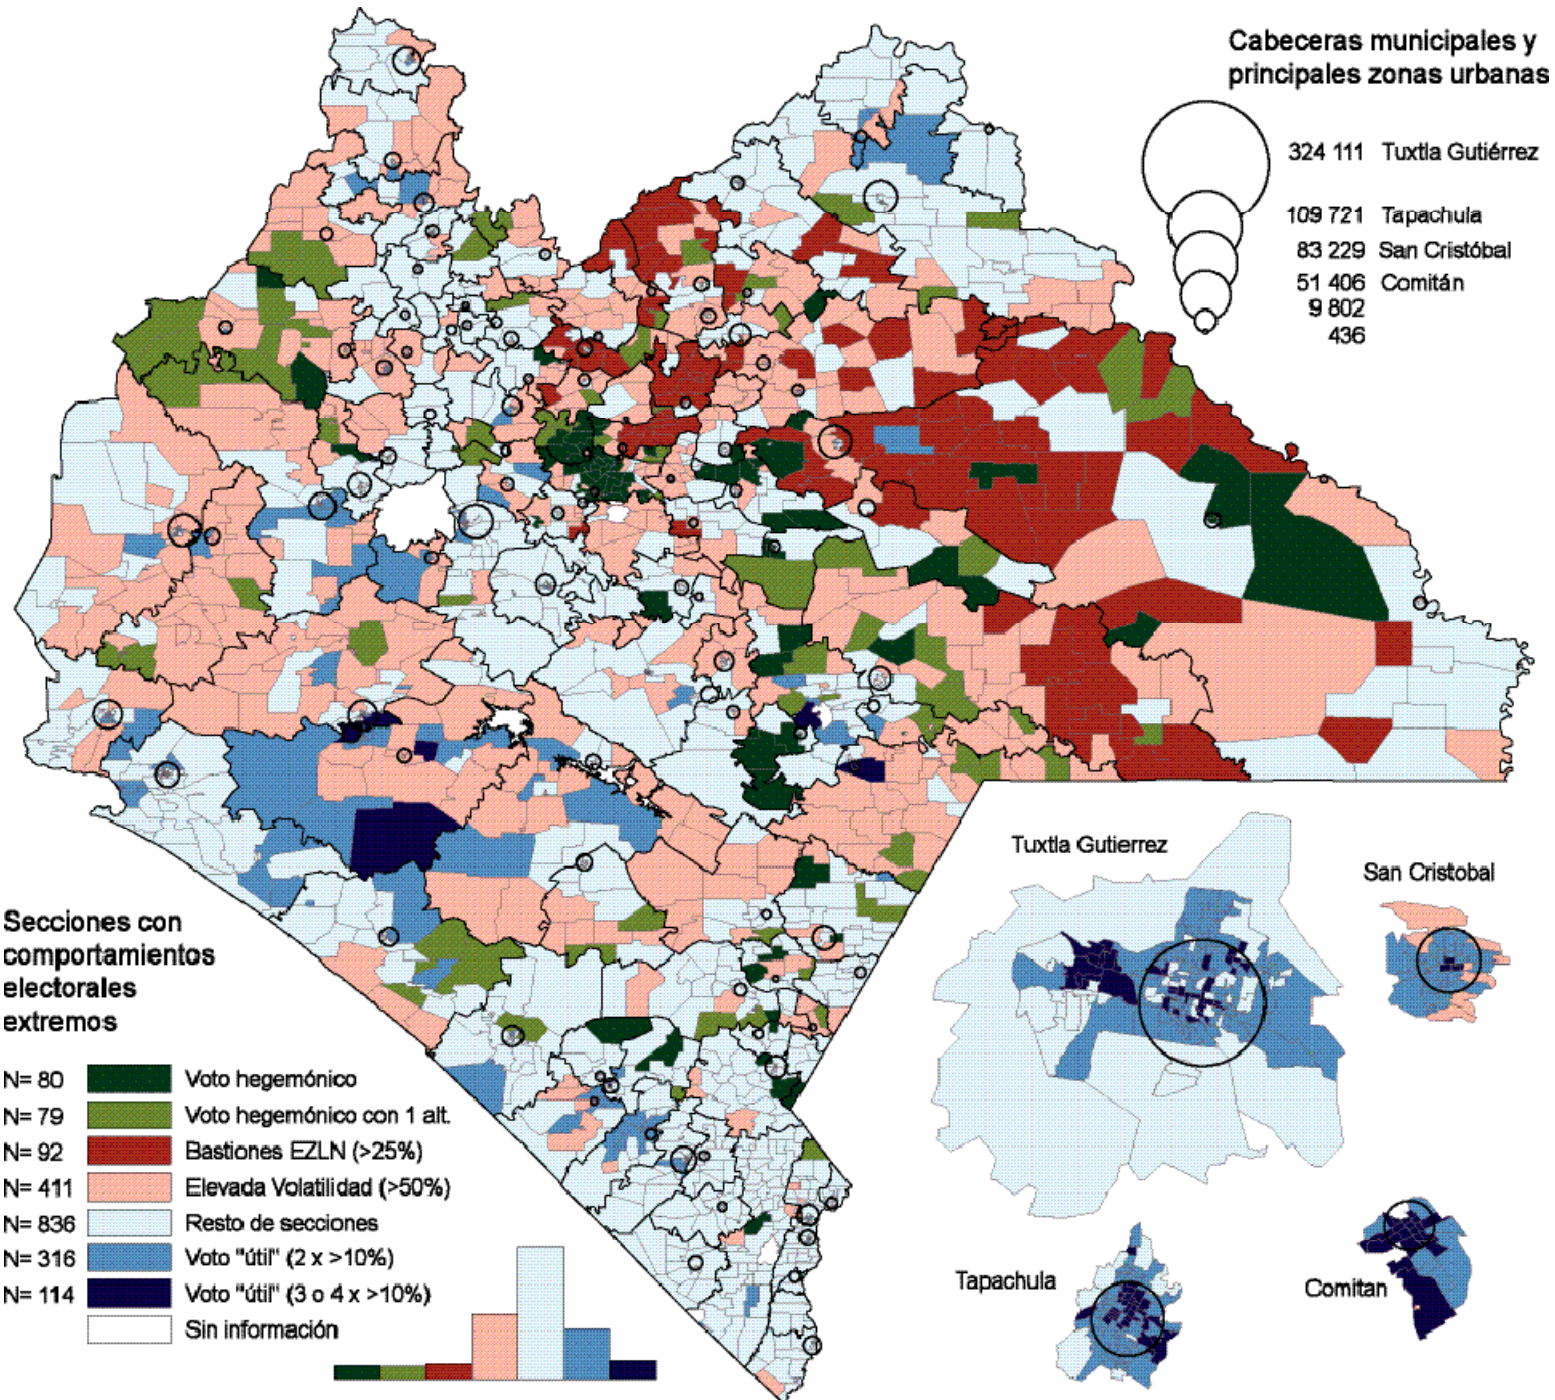 Cabeceras municipales y
principales zonas urbanas
324 111 Tuxtla Gutiérrez
109 721 Tapachula
83 229 San Cristóbal
51 406 Comitán
9 802
436
Tuxtla Gutierrez
San Cristobal
Tapachula
Comitan
Secciones con
comportamientos
electorales
extremos
N= 80 Voto hegemónico
N= 79 Voto hegemónico con 1 alt.
N= 92 Bastiones EZLN (>25%)
N= 411 Elevada Volatilidad (>50%)
N= 836 Resto de secciones
N= 316 Voto "útil" (2 x >10%)
N= 114 Voto "útil" (3 o 4 x >10%)
Sin información